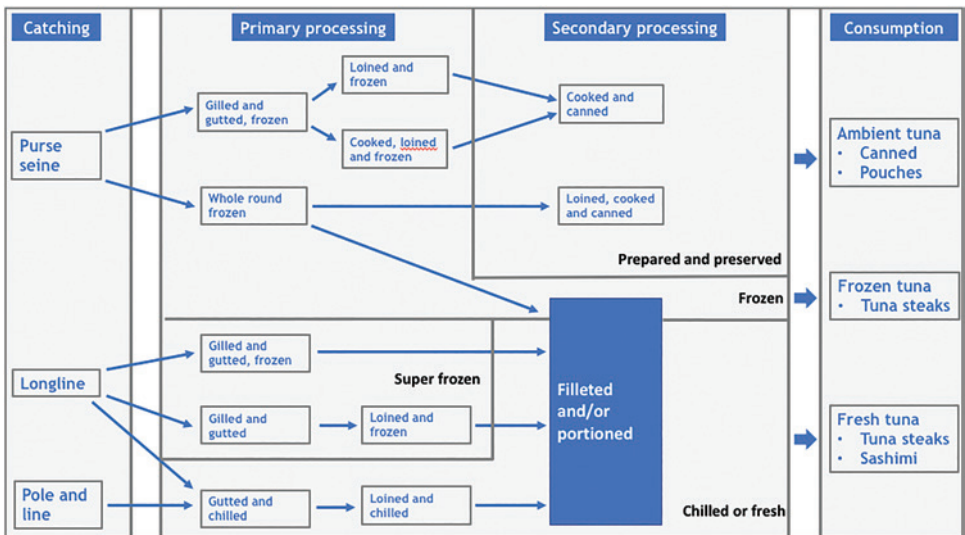 Catching
Primary processing
Secondary processing
Consumption
Purse
seine
Gilled and
gutted, frozen
Loined and
frozen
Cooked, loined
and frozen
Cooked and
canned
Whole round
frozen
Loined, cooked
and canned
Prepared and preserved
Ambient tuna
• Canned
• Pouches
Frozen
Frozen tuna
• Tuna steaks
Longline
Gilled and
gutted, frozen
Super frozen
Gilled and
gutted
Loined and
frozen
Filleted
and/or
portioned
Fresh tuna
• Tuna steaks
• Sashimi
Pole and
line
Gutted and
chilled
Loined and
chilled
Chilled or fresh